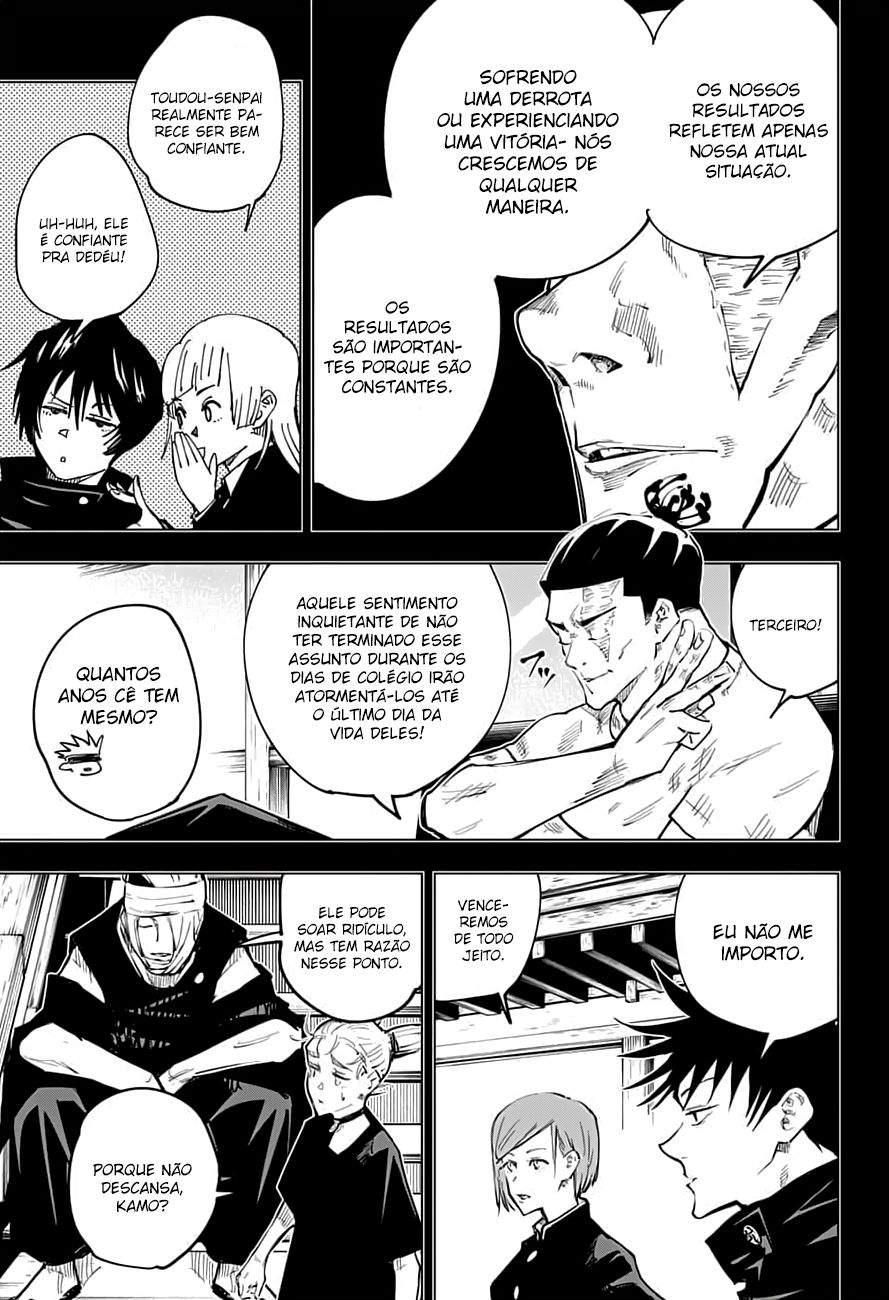 OS NOSSOS
RESULTADOS
REFLETEM APENAS
NOSSA ATUAL
SITUAÇÃO.
SOFRENDO
UMA DERROTA
OU EXPERIENCIANDO
UMA VITÓRIA- NÓS
CRESCEMOS DE
QUALQUER
MANEIRA.
OS
RESULTADOS
SÃO IMPORTAN-
TES PORQUE SÃO
CONSTANTES.
TOUDOU-SENPAI
REALMENTE PA-
RECE SER BEM
CONFIANTE.
UH-HUH, ELE
É CONFIANTE
PRA DEDÉU!
TERCEIRO!
ブブ
AQUELE SENTIMENTO
INQUIETANTE DE NÃO
TER TERMINADO ESSE
ASSUNTO DURANTE OS
DIAS DE COLÉGIO IRÃO
ATORMENTÁ-LOS ATÉ
O ÚLTIMO DIA DA
VIDA DELES!
QUANTOS
ANOS CÊ TEM
MESMO?
EU NÃO ME
IMPORTO.
VENCE-
REMOS
DE TODO
JEITO.
ELE PODE
SOAR RIDÍCULO,
MAS TEM RAZÃO
NESSE PONTO.
PORQUE NÃO
DESCANSA,
KAMO?